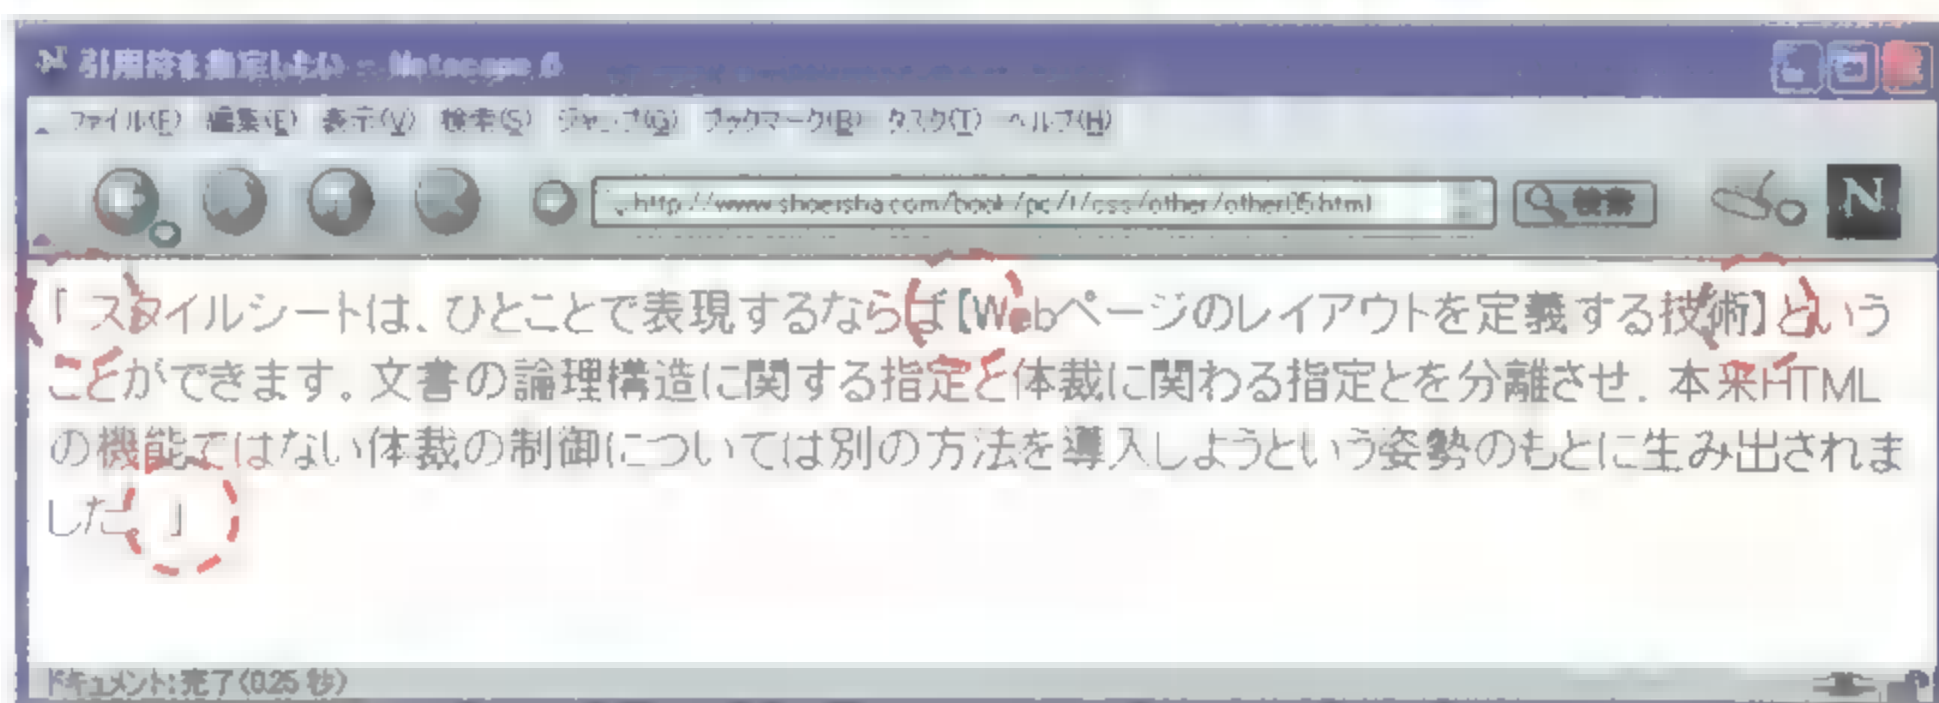 引用符を指定したい - Netscape 6
ファイル(F) 編集(E) 表示(V) 検索(S) ジャンプ(G) ブックマーク(B) タスク(T) ヘルプ(H)
http://www.shoeisha.com/book/pc/r/css/other/other05.html 検索 N
「 スタイルシートは、ひとことで表現するならば【Webページのレイアウトを定義する技術】という
ことができます。文書の論理構造に関する指定と体裁に関わる指定とを分離させ、本来HTML
の機能ではない体裁の制御については別の方法を導入しようという姿勢のもとに生み出されま
した。 」
ドキュメント:完了(0.25 秒)